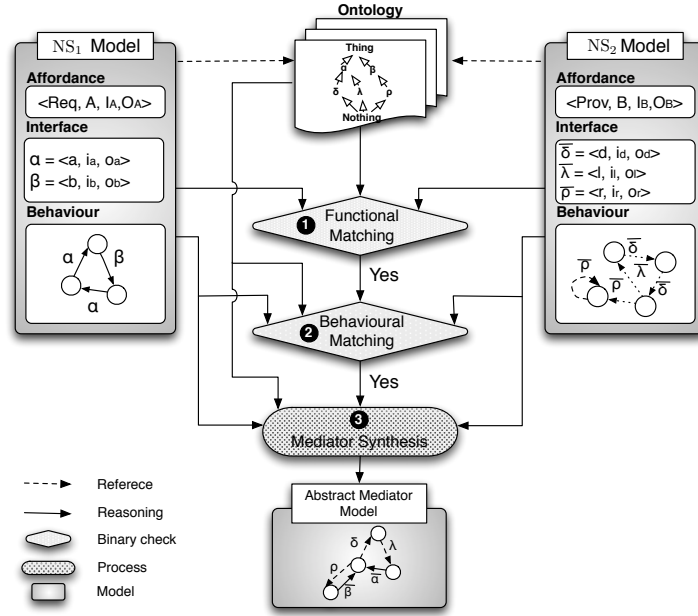 Ontology
NS1 Model
Affordance
<Req, A, IA,OA>
Interface
α = <a, ia, oa>
β = <b, ib, ob>
Behaviour
α
β
α
Thing
α
β
δ
λ
ρ
Nothing
NS2 Model
Affordance
<Prov, B, IB,OB>
Interface
δ̅ = <d, id, od>
λ̅ = <l, il, ol>
ρ̅ = <r, ir, or>
Behaviour
δ̅
ρ̅
λ̅
ρ̅
δ̅
1 Functional
Matching
Yes
Behavioural
2 Matching
Yes
3
Mediator Synthesis
Abstract Mediator
Model
δ
λ
ρ
α̅
β̅
Referece
Reasoning
Binary check
Process
Model